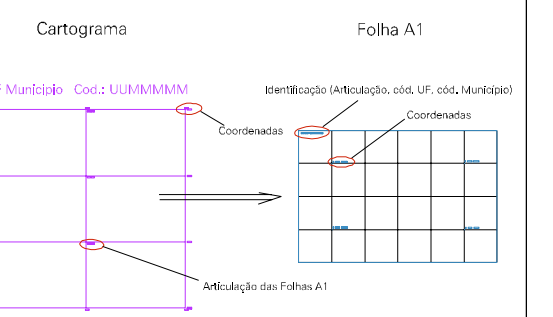 Cartograma
Folha A1
Município Cod.: UUMMMMM
Identificação (Articulação, cód. UF, cód. Município)
Coordenadas
Coordenadas
Articulação das Folhas A1